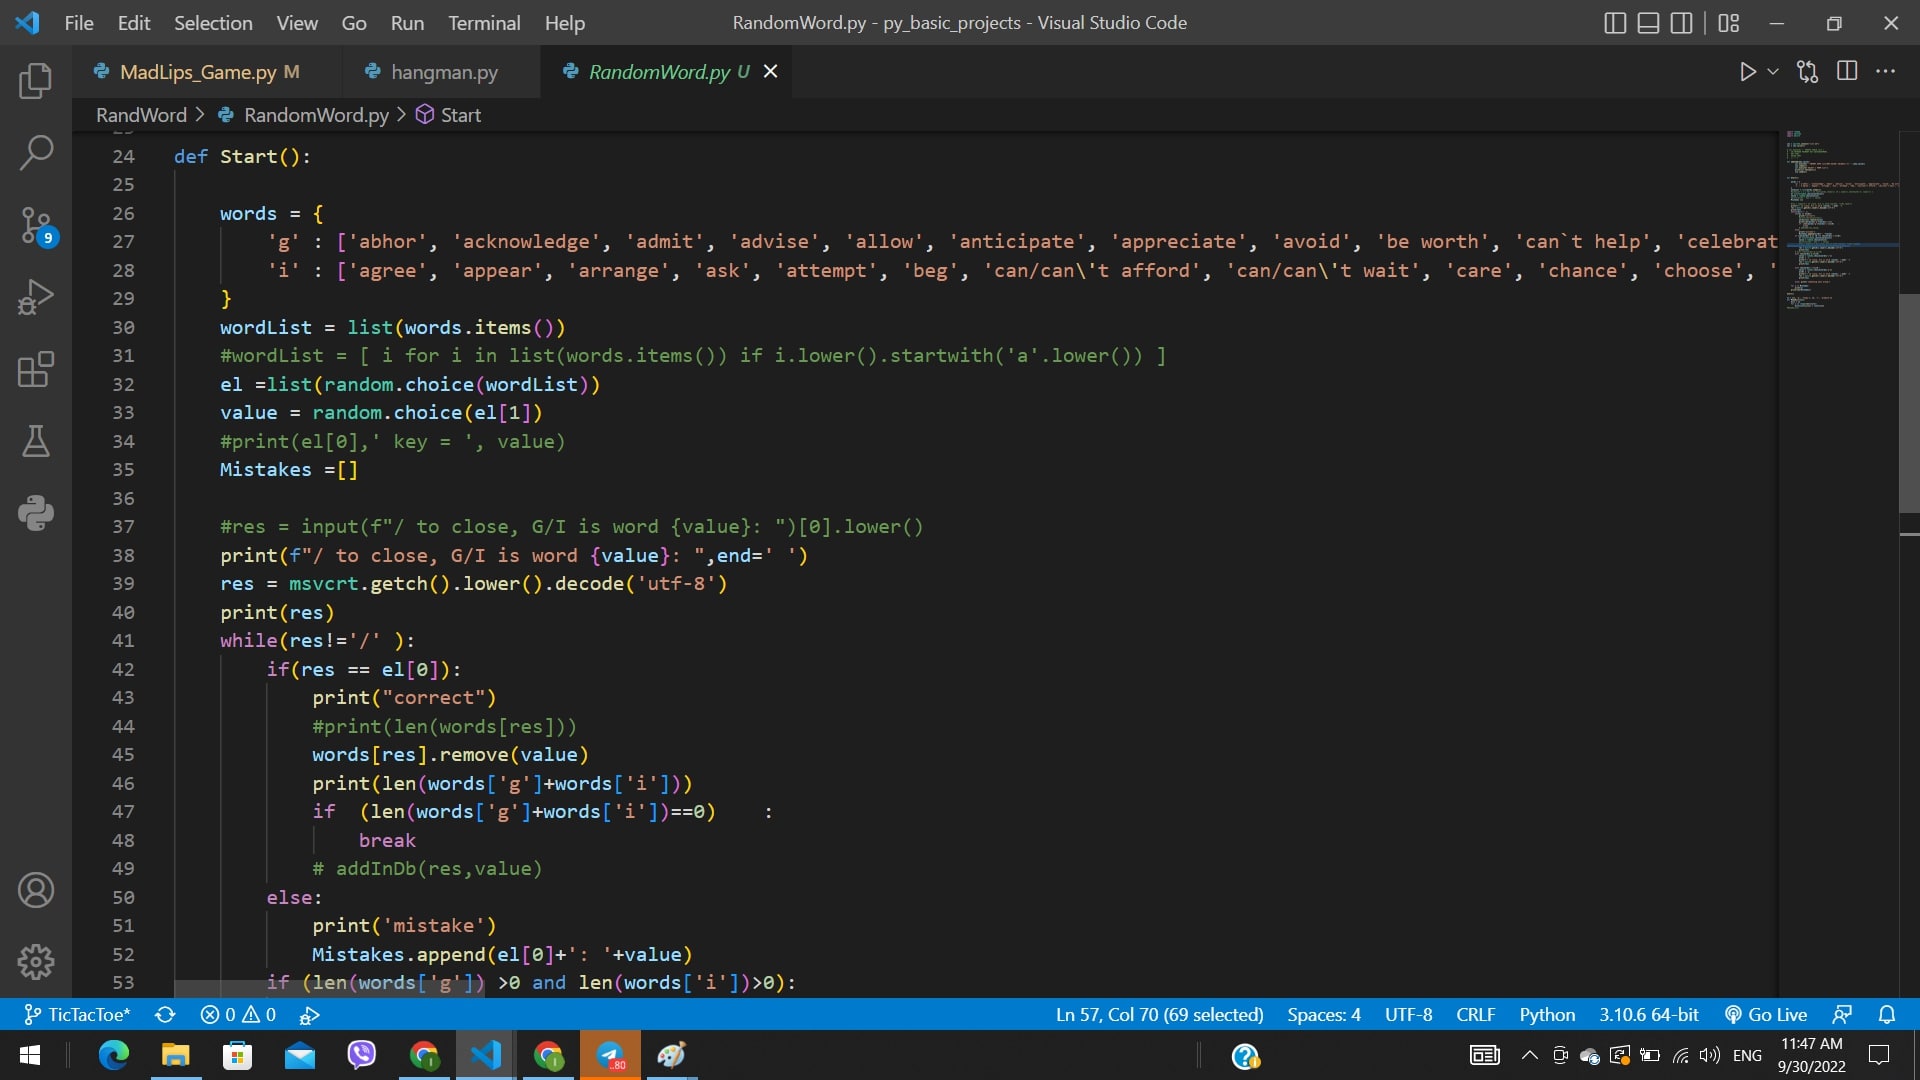 File Edit Selection View Go Run Terminal Help RandomWord.py - py_basic_projects - Visual Studio Code
MadLips_Game.py M hangman.py RandomWord.py U
RandWord > RandomWord.py > Start
24 def Start():
25
26 words = {
27 'g' : ['abhor', 'acknowledge', 'admit', 'advise', 'allow', 'anticipate', 'appreciate', 'avoid', 'be worth', 'can`t help', 'celebrat
28 'i' : ['agree', 'appear', 'arrange', 'ask', 'attempt', 'beg', 'can/can\'t afford', 'can/can\'t wait', 'care', 'chance', 'choose', '
29 }
30 wordList = list(words.items())
31 #wordList = [ i for i in list(words.items()) if i.lower().startwith('a'.lower()) ]
32 el =list(random.choice(wordList))
33 value = random.choice(el[1])
34 #print(el[0],' key = ', value)
35 Mistakes =[]
36
37 #res = input(f"/ to close, G/I is word {value}: ")[0].lower()
38 print(f"/ to close, G/I is word {value}: ",end=' ')
39 res = msvcrt.getch().lower().decode('utf-8')
40 print(res)
41 while(res!='/' ):
42 if(res == el[0]):
43 print("correct")
44 #print(len(words[res]))
45 words[res].remove(value)
46 print(len(words['g']+words['i']))
47 if (len(words['g']+words['i'])==0) :
48 break
49 # addInDb(res,value)
50 else:
51 print('mistake')
52 Mistakes.append(el[0]+': '+value)
53 if (len(words['g']) >0 and len(words['i'])>0):
9
TicTacToe* 0 0 Ln 57, Col 70 (69 selected) Spaces: 4 UTF-8 CRLF Python 3.10.6 64-bit Go Live
..80 ENG 11:47 AM
9/30/2022